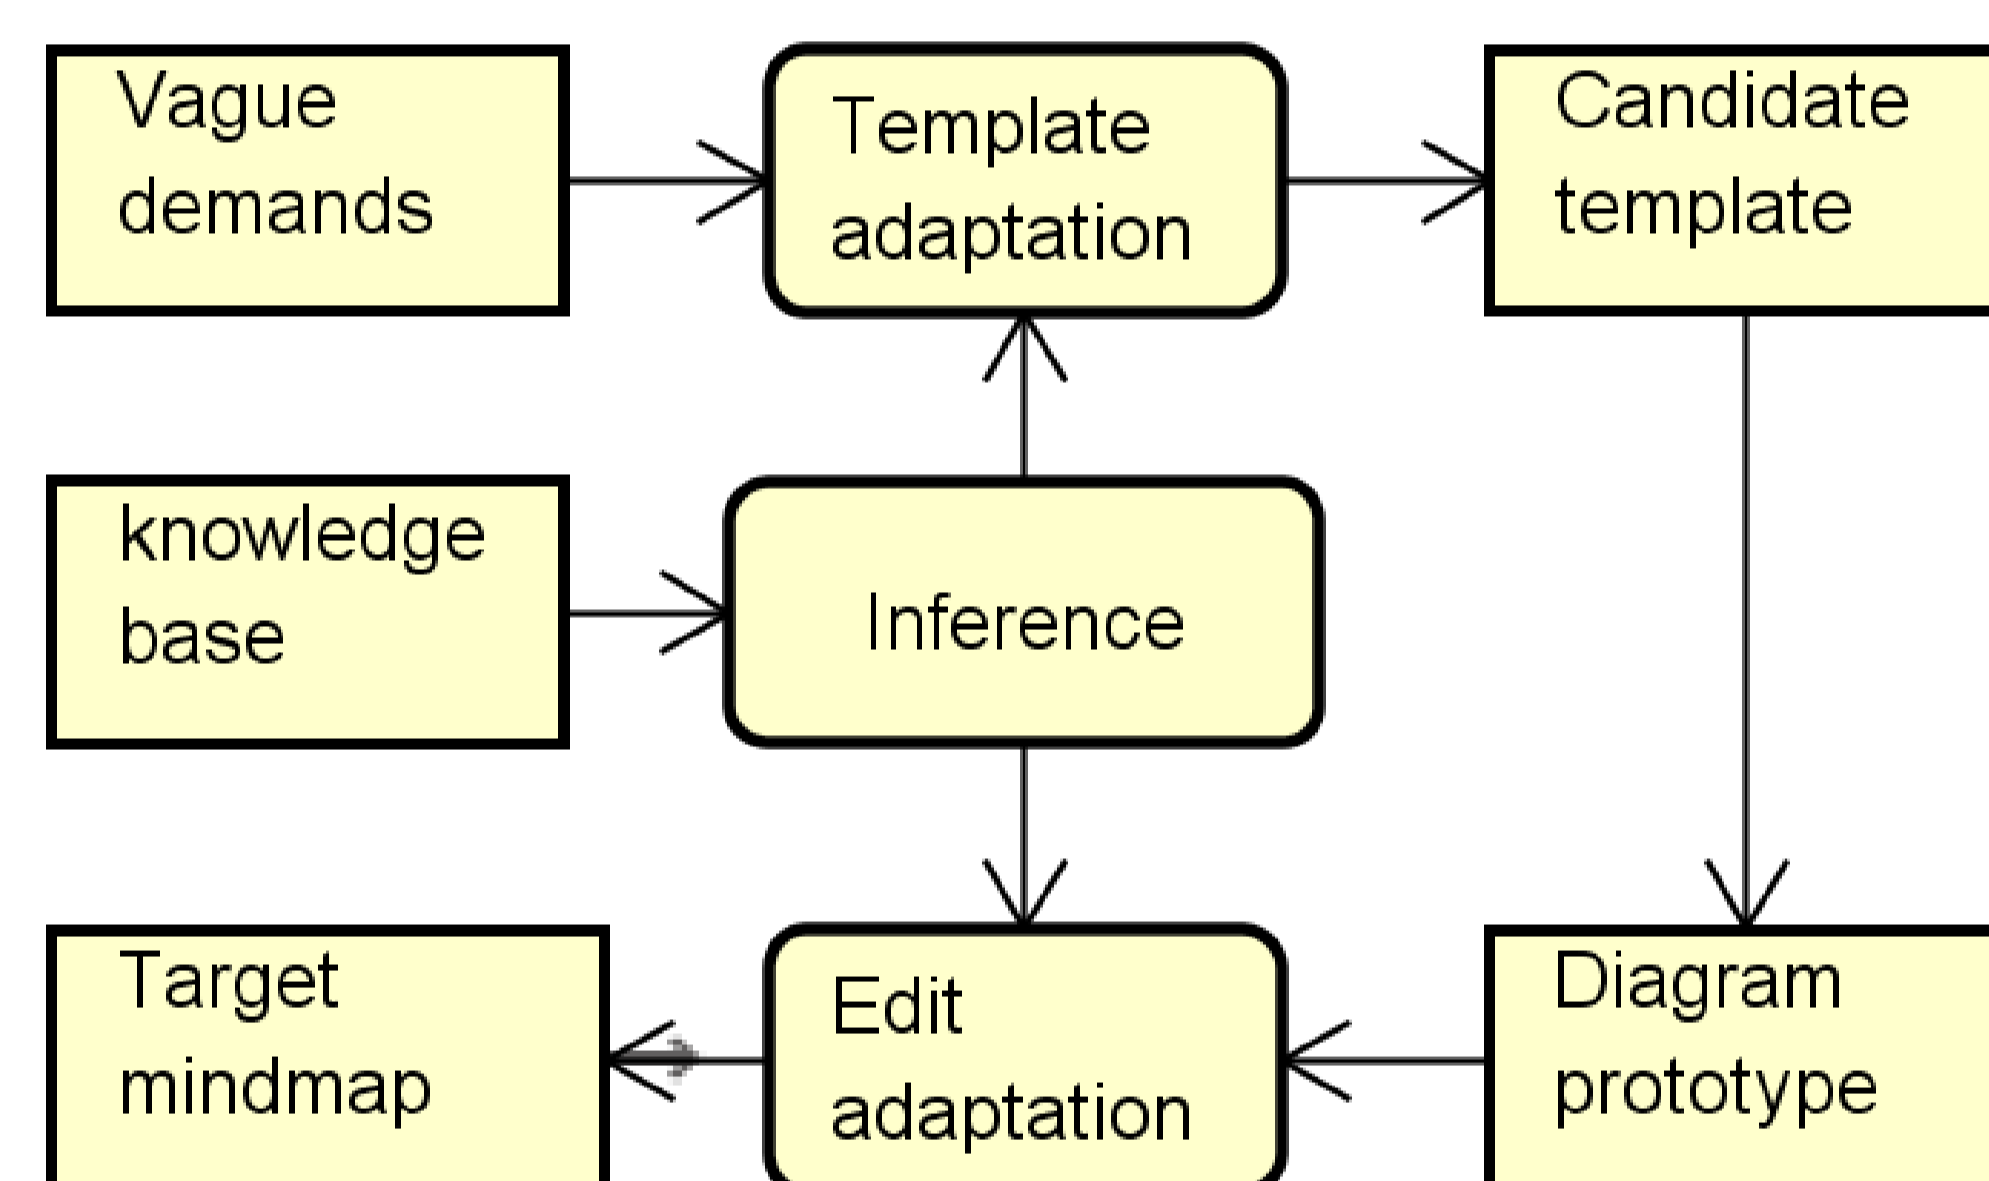 Vague
demands
Template
adaptation
Candidate
template
knowledge
base
Inference
Target
mindmap
Edit
adaptation
Diagram
prototype